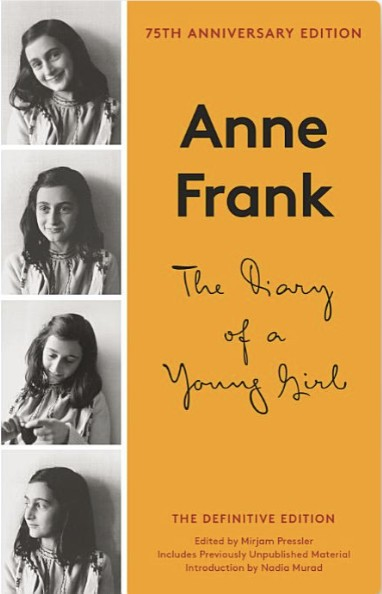 75TH ANNIVERSARY EDITION
Anne
Frank
The Diary
of a
Young Girl
THE DEFINITIVE EDITION
Edited by Mirjam Pressler
Includes Previously Unpublished Material
Introduction by Nadia Murad